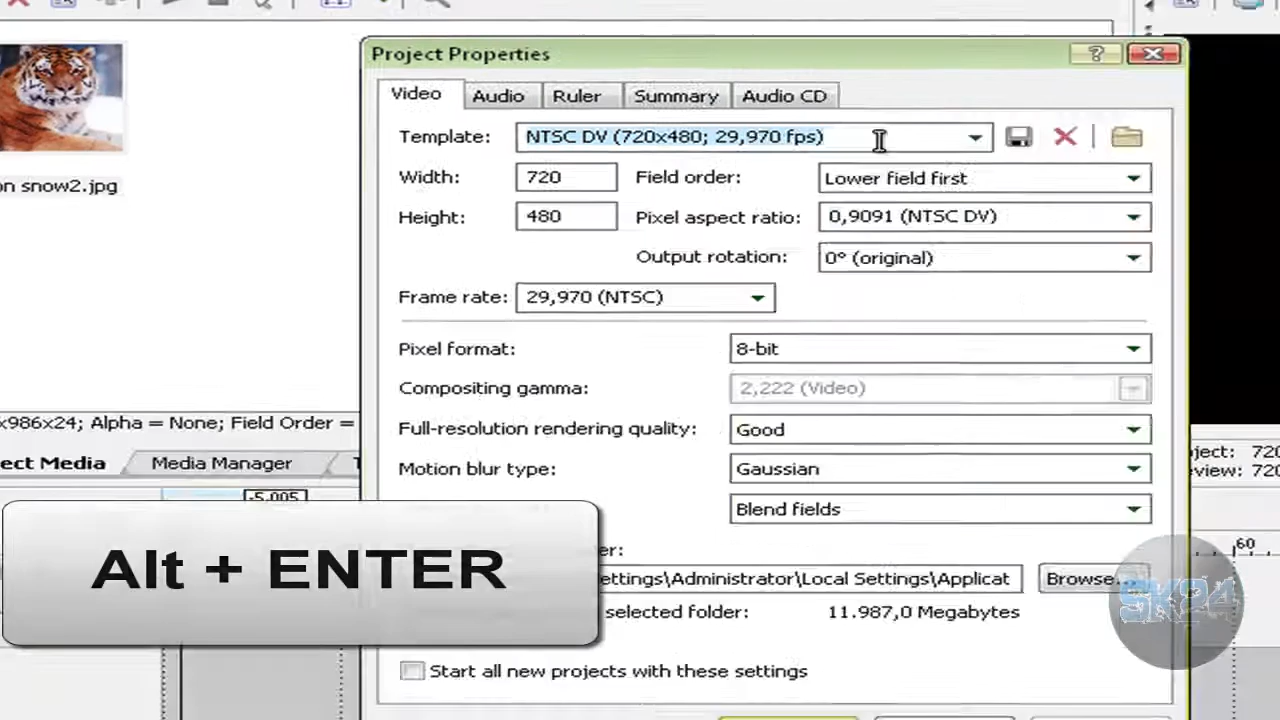 Project Properties
Video Audio Ruler Summary Audio CD
Template: NTSC DV (720x480; 29,970 fps)
Width: 720 Field order: Lower field first
Height: 480 Pixel aspect ratio: 0,9091 (NTSC DV)
Output rotation: 0° (original)
Frame rate: 29,970 (NTSC)
Pixel format: 8-bit
Compositing gamma: 2,222 (Video)
Full-resolution rendering quality: Good
Motion blur type: Gaussian
Blend fields
ettings\Administrator\Local Settings\Applicat Browse...
selected folder: 11.987,0 Megabytes
Start all new projects with these settings
on snow2.jpg
x986x24; Alpha = None; Field Order =
ect Media Media Manager
-5.005
Alt + ENTER
ject: 720
view: 720
60
SK24